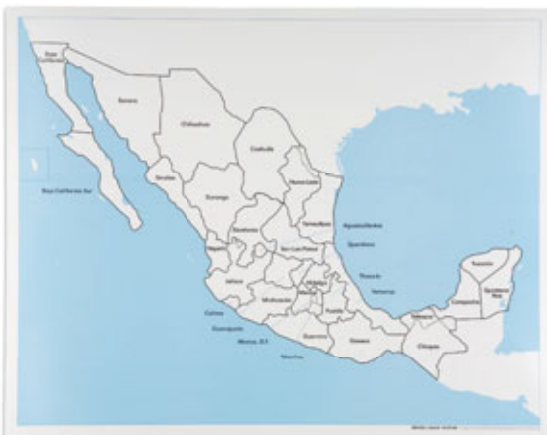 Baja
California
Sonora
Chihuahua
Coahuila
Nuevo León
Sinaloa
Durango
Baja California Sur
Tamaulipas
Zacatecas
Aguascalientes
Querétaro
San Luis Potosí
Nayarit
Tlaxcala
Veracruz
Yucatán
Quintana
Roo
Campeche
Jalisco
Hidalgo
México
Michoacán
Puebla
Tabasco
Colima
Guanajuato
Mexico, D.F.
Guerrero
Oaxaca
Chiapas